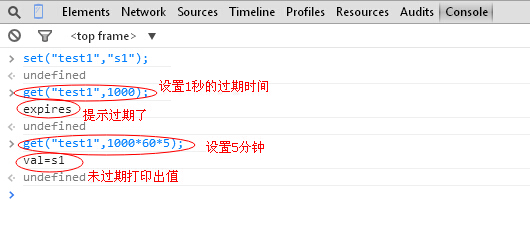 Elements Network Sources Timeline Profiles Resources Audits Console
<top frame>
set("test1","s1");
undefined
设置1秒的过期时间
get("test1",1000);
expires
提示过期了
get("test1",1000*60*5);
设置5分钟
val=s1
undefined 未过期打印出值